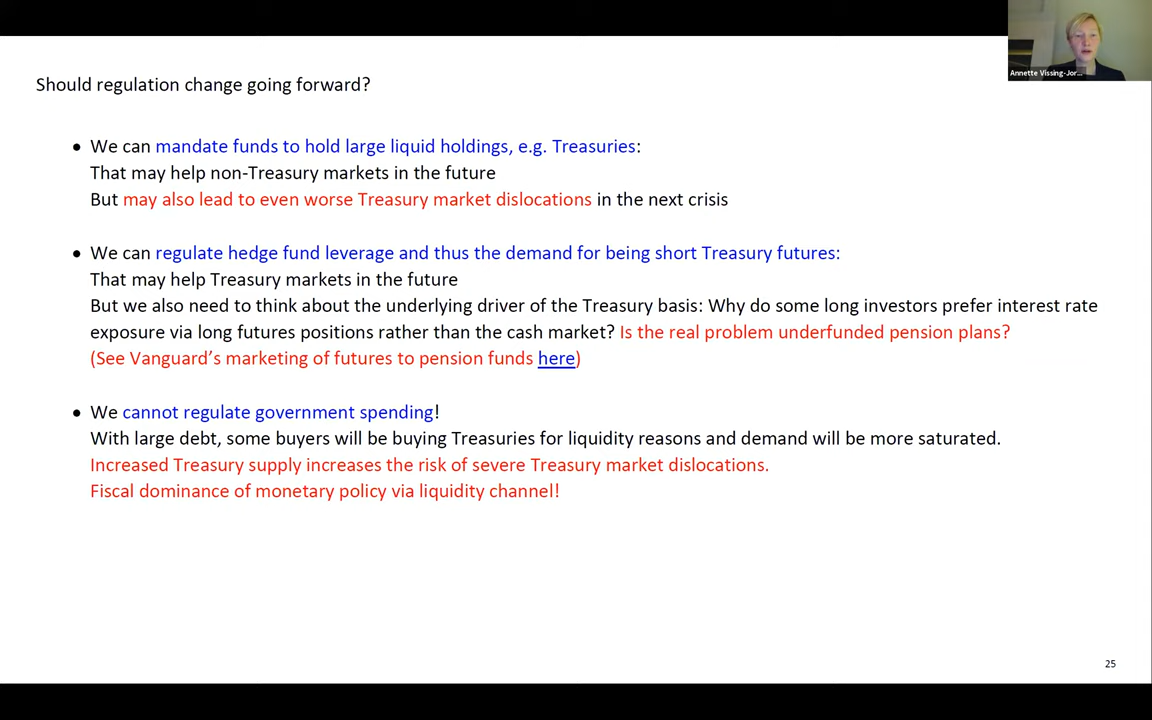 Annette Vissing-Jor...
Should regulation change going forward?
• We can mandate funds to hold large liquid holdings, e.g. Treasuries:
That may help non-Treasury markets in the future
But may also lead to even worse Treasury market dislocations in the next crisis
• We can regulate hedge fund leverage and thus the demand for being short Treasury futures:
That may help Treasury markets in the future
But we also need to think about the underlying driver of the Treasury basis: Why do some long investors prefer interest rate
exposure via long futures positions rather than the cash market? Is the real problem underfunded pension plans?
(See Vanguard's marketing of futures to pension funds here)
• We cannot regulate government spending!
With large debt, some buyers will be buying Treasuries for liquidity reasons and demand will be more saturated.
Increased Treasury supply increases the risk of severe Treasury market dislocations.
Fiscal dominance of monetary policy via liquidity channel!
25